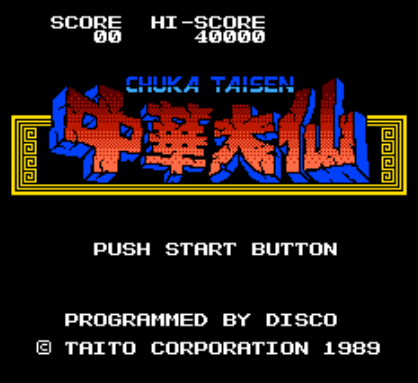 SCORE HI-SCORE
00 40000
CHUKA TAISEN
中華大仙
PUSH START BUTTON
PROGRAMMED BY DISCO
© TAITO CORPORATION 1989